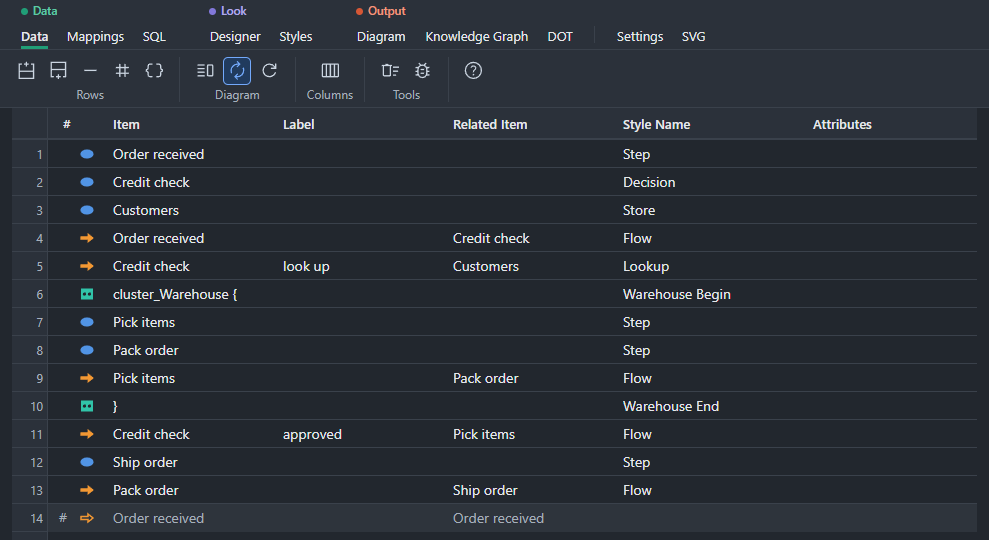 Data Look Output
Data Mappings SQL Designer Styles Diagram Knowledge Graph DOT Settings SVG
Rows Diagram Columns Tools
# Item Label Related Item Style Name Attributes
1 Order received Step
2 Credit check Decision
3 Customers Store
4 Order received Credit check Flow
5 Credit check look up Customers Lookup
6 cluster_Warehouse { Warehouse Begin
7 Pick items Step
8 Pack order Step
9 Pick items Pack order Flow
10 } Warehouse End
11 Credit check approved Pick items Flow
12 Ship order Step
13 Pack order Ship order Flow
14 # Order received Order received